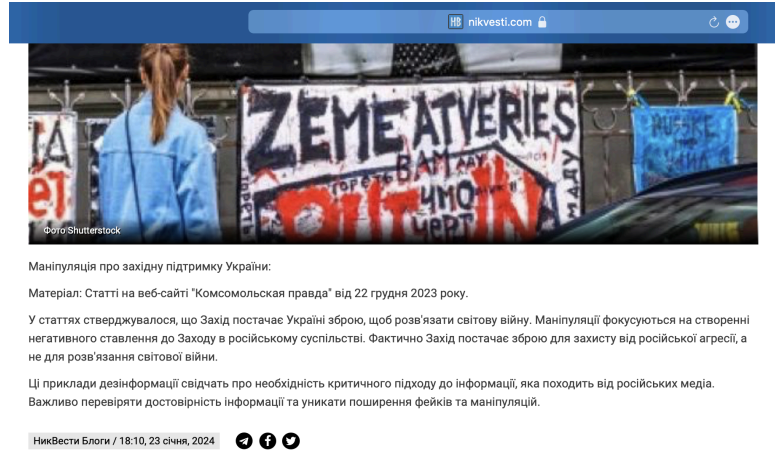 nikvesti.com
ZEME ATVERIES
ВАМ
ГОРЕТЬ
АДУ
PUTIN
ЧМО
ЧЕРТ
Фото Shutterstock
Маніпуляція про західну підтримку України:
Матеріал: Статті на веб-сайті "Комсомольская правда" від 22 грудня 2023 року.
У статтях стверджувалося, що Захід постачає Україні зброю, щоб розв'язати світову війну. Маніпуляції фокусуються на створенні
негативного ставлення до Заходу в російському суспільстві. Фактично Захід постачає зброю для захисту від російської агресії, а
не для розв'язання світової війни.
Ці приклади дезінформації свідчать про необхідність критичного підходу до інформації, яка походить від російських медіа.
Важливо перевіряти достовірність інформації та уникати поширення фейків та маніпуляцій.
НикВести Блоги / 18:10, 23 січня, 2024